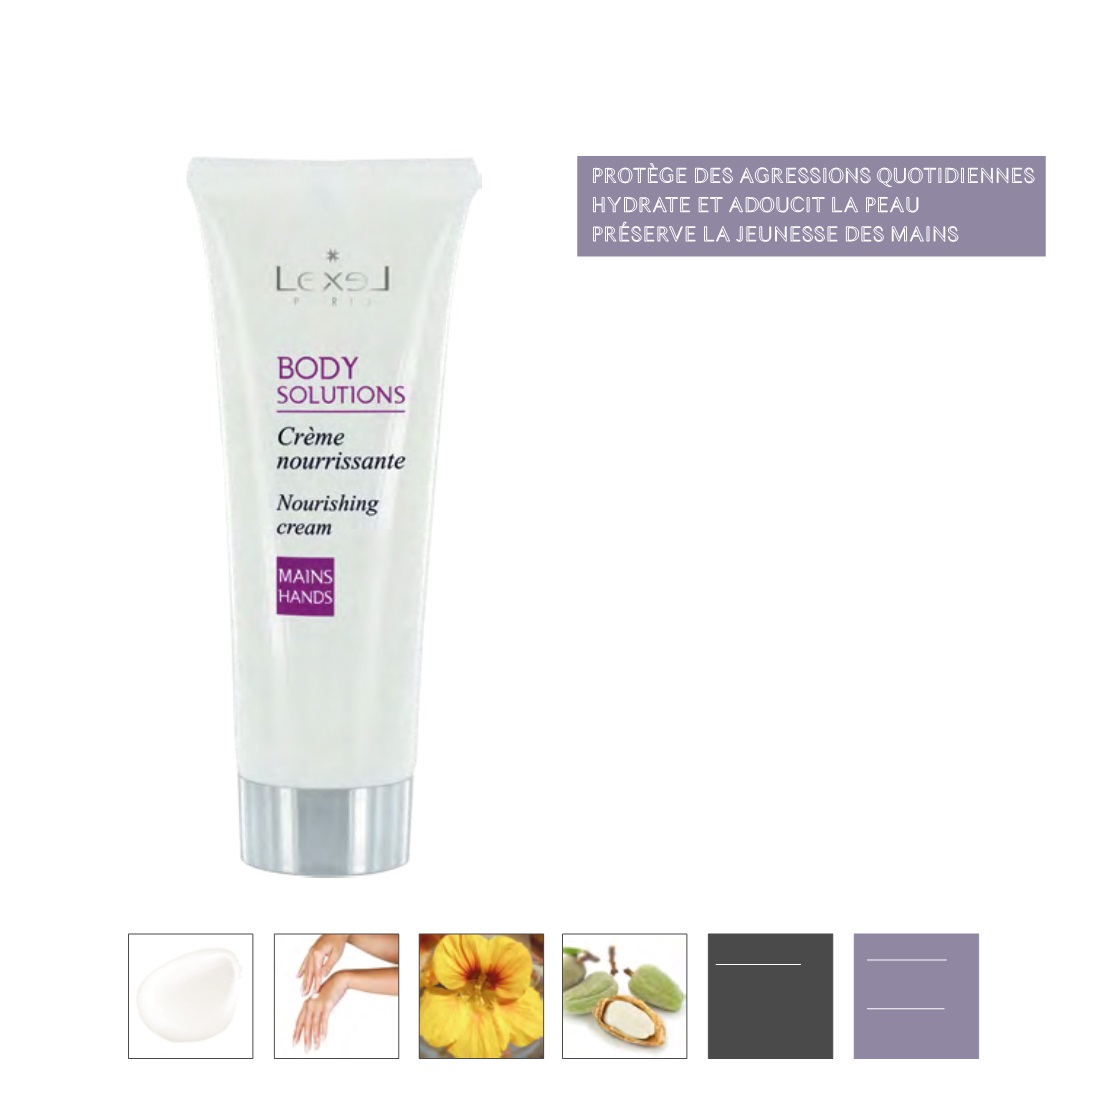 PROTÈGE DES AGRESSIONS QUOTIDIENNES
HYDRATE ET ADOUCIT LA PEAU
PRÉSERVE LA JEUNESSE DES MAINS
Lexel
BODY
SOLUTIONS
Crème
nourrissante
Nourishing
cream
MAINS
HANDS